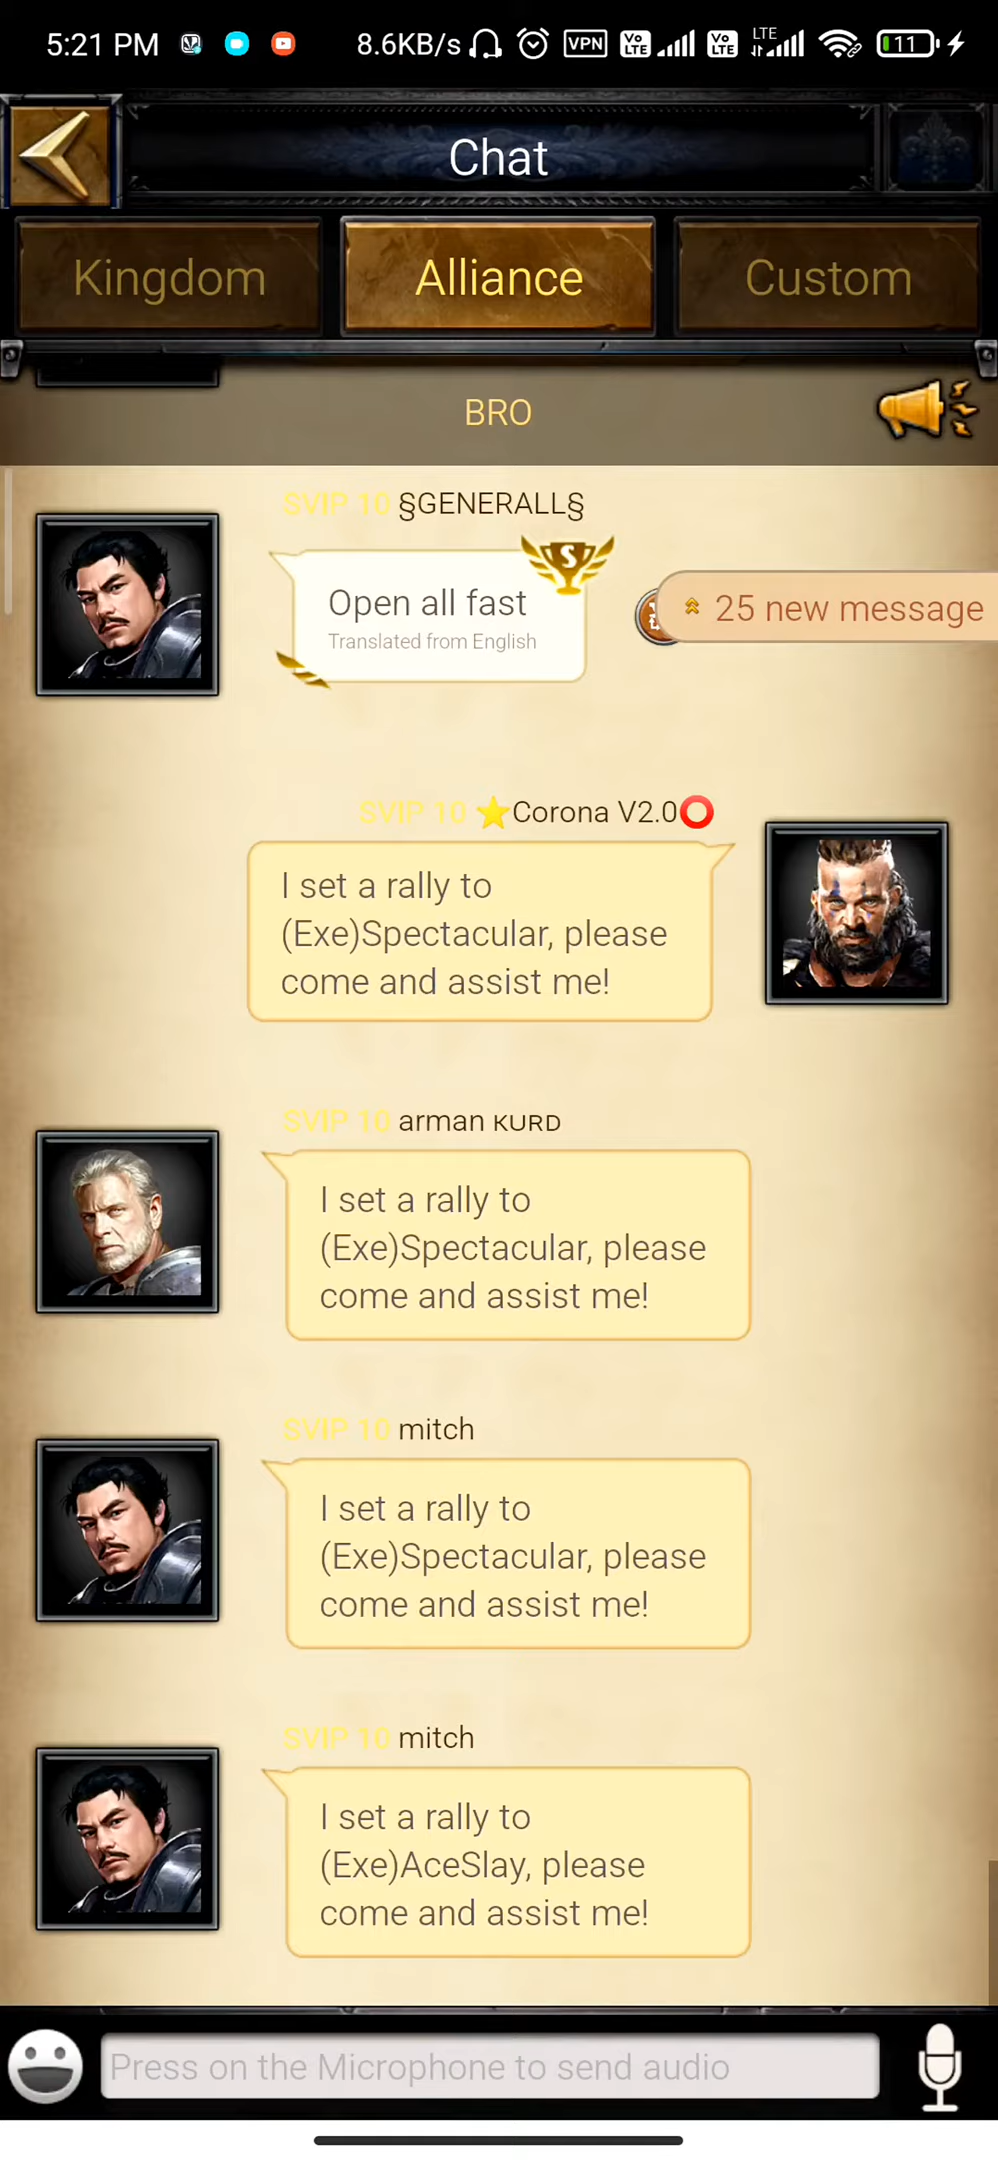 5:21 PM 8.6KB/s VPN VoLTE VoLTE LTE 11
Chat
Kingdom Alliance Custom
BRO
SVIP 10 §GENERALL§
S
Open all fast
Translated from English
25 new message
SVIP 10 ⭐Corona V2.0⭕
I set a rally to
(Exe)Spectacular, please
come and assist me!
SVIP 10 arman ᴋᴜʀᴅ
I set a rally to
(Exe)Spectacular, please
come and assist me!
SVIP 10 mitch
I set a rally to
(Exe)Spectacular, please
come and assist me!
SVIP 10 mitch
I set a rally to
(Exe)AceSlay, please
come and assist me!
Press on the Microphone to send audio